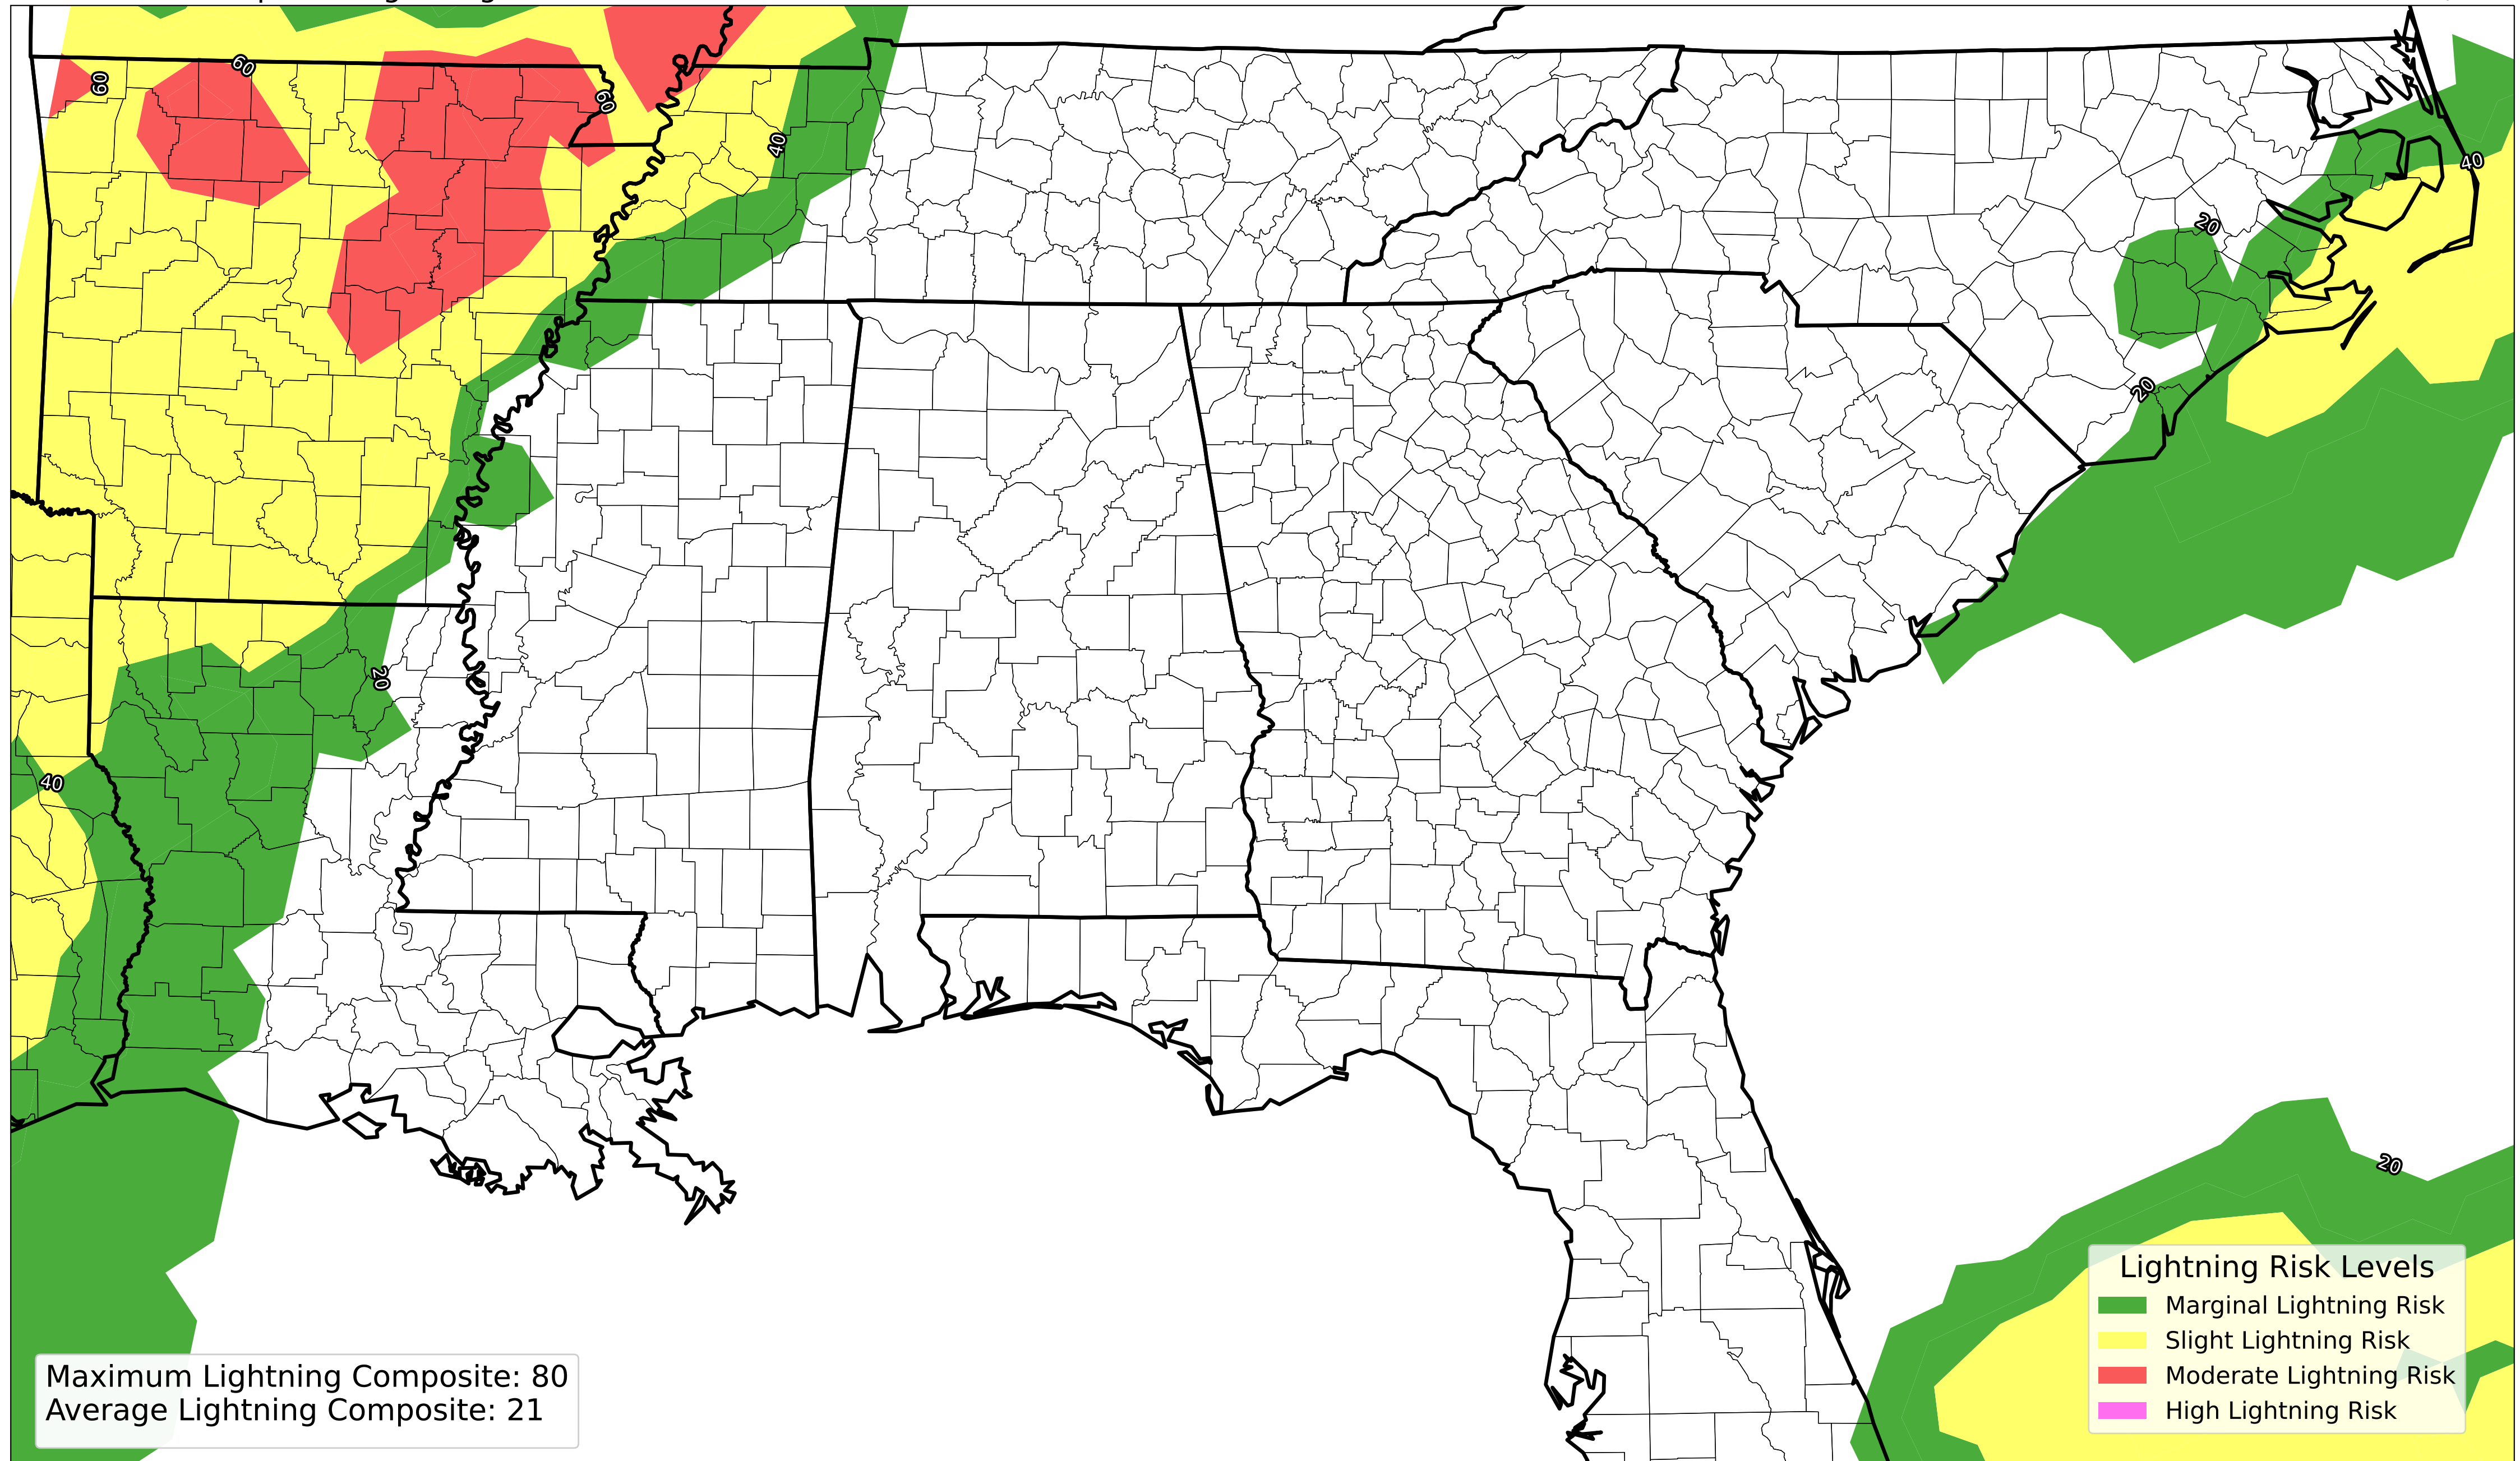 60
60
60
40
40
20
20
20
40
20
Lightning Risk Levels
Marginal Lightning Risk
Slight Lightning Risk
Moderate Lightning Risk
High Lightning Risk
Maximum Lightning Composite: 80
Average Lightning Composite: 21